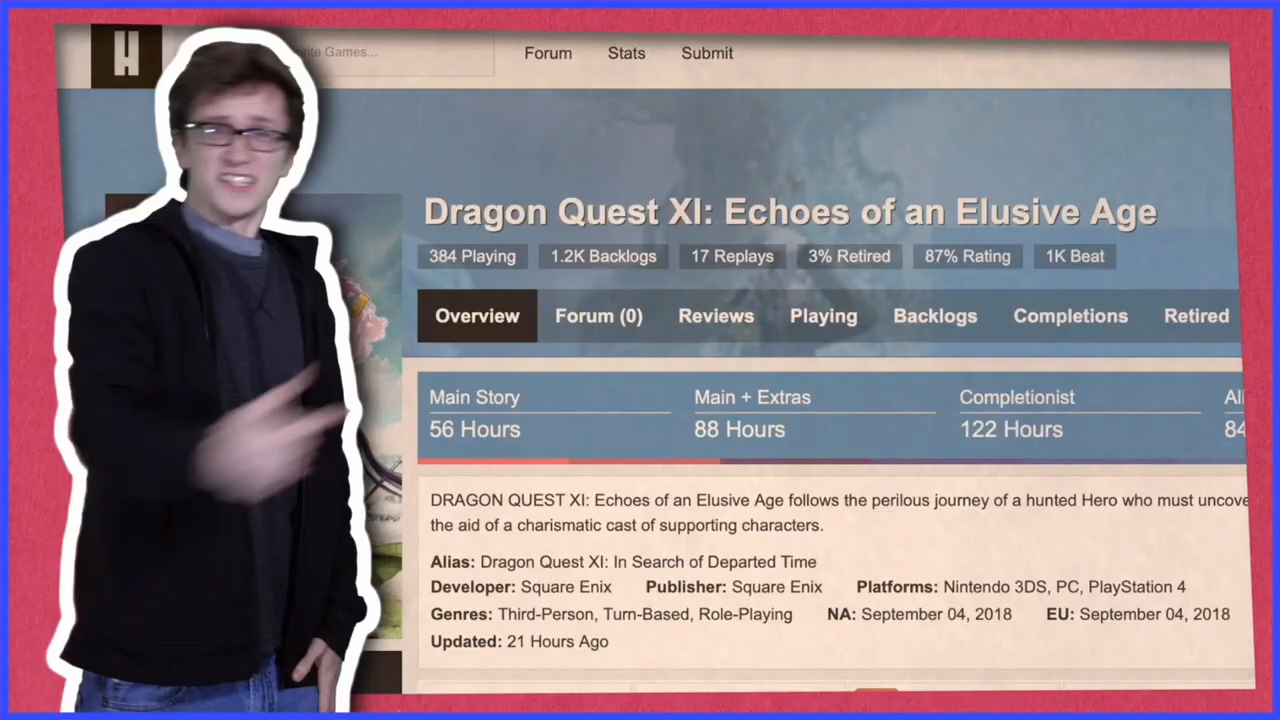 H
rite Games...
Forum Stats Submit
Dragon Quest XI: Echoes of an Elusive Age
384 Playing 1.2K Backlogs 17 Replays 3% Retired 87% Rating 1K Beat
Overview Forum (0) Reviews Playing Backlogs Completions Retired
Main Story Main + Extras Completionist
56 Hours 88 Hours 122 Hours 84
DRAGON QUEST XI: Echoes of an Elusive Age follows the perilous journey of a hunted Hero who must uncove
the aid of a charismatic cast of supporting characters.
Alias: Dragon Quest XI: In Search of Departed Time
Developer: Square Enix Publisher: Square Enix Platforms: Nintendo 3DS, PC, PlayStation 4
Genres: Third-Person, Turn-Based, Role-Playing NA: September 04, 2018 EU: September 04, 2018
Updated: 21 Hours Ago